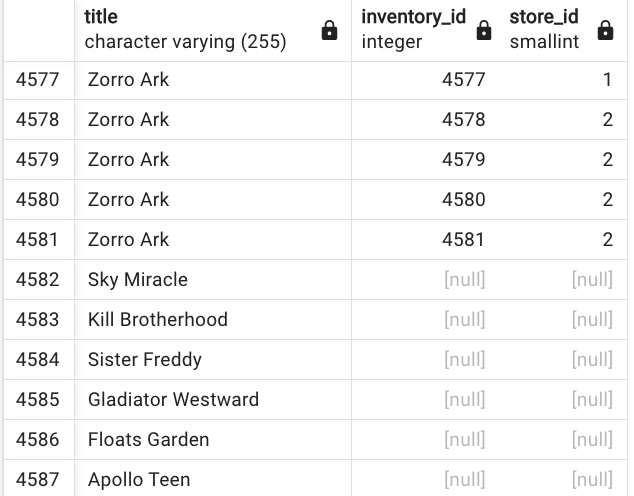 title inventory_id store_id
character varying (255) integer smallint
4577 Zorro Ark 4577 1
4578 Zorro Ark 4578 2
4579 Zorro Ark 4579 2
4580 Zorro Ark 4580 2
4581 Zorro Ark 4581 2
4582 Sky Miracle [null] [null]
4583 Kill Brotherhood [null] [null]
4584 Sister Freddy [null] [null]
4585 Gladiator Westward [null] [null]
4586 Floats Garden [null] [null]
4587 Apollo Teen [null] [null]